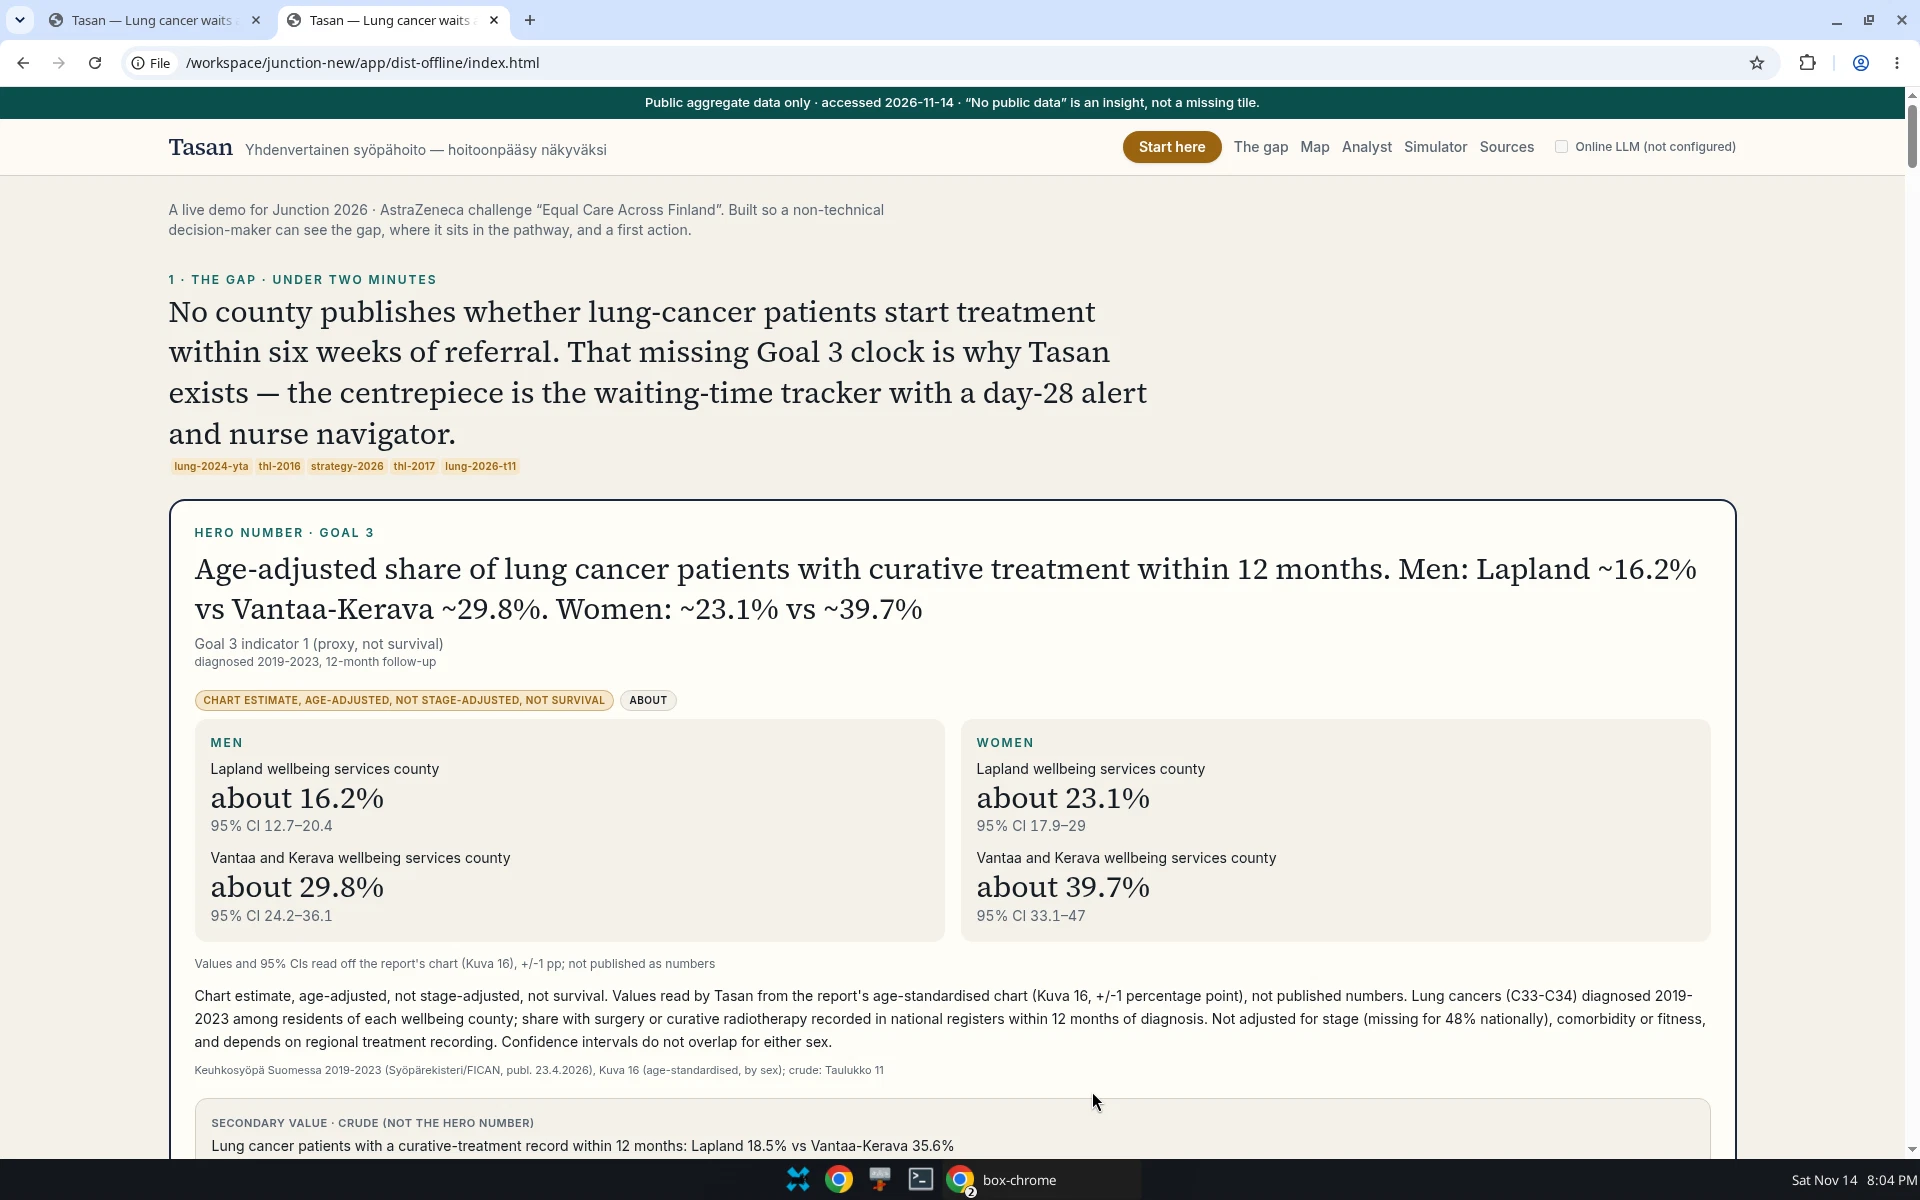 Tasan — Lung cancer waits a
Tasan — Lung cancer waits a
File
/workspace/junction-new/app/dist-offline/index.html
Public aggregate data only · accessed 2026-11-14 · “No public data” is an insight, not a missing tile.
Tasan
Yhdenvertainen syöpähoito — hoitoonpääsy näkyväksi
Start here
The gap
Map
Analyst
Simulator
Sources
Online LLM (not configured)
A live demo for Junction 2026 · AstraZeneca challenge “Equal Care Across Finland”. Built so a non-technical
decision-maker can see the gap, where it sits in the pathway, and a first action.
1 · THE GAP · UNDER TWO MINUTES
No county publishes whether lung-cancer patients start treatment
within six weeks of referral. That missing Goal 3 clock is why Tasan
exists — the centrepiece is the waiting-time tracker with a day-28 alert
and nurse navigator.
lung-2024-yta thl-2016 strategy-2026 thl-2017 lung-2026-t11
HERO NUMBER · GOAL 3
Age-adjusted share of lung cancer patients with curative treatment within 12 months. Men: Lapland ~16.2%
vs Vantaa-Kerava ~29.8%. Women: ~23.1% vs ~39.7%
Goal 3 indicator 1 (proxy, not survival)
diagnosed 2019-2023, 12-month follow-up
CHART ESTIMATE, AGE-ADJUSTED, NOT STAGE-ADJUSTED, NOT SURVIVAL
ABOUT
MEN
Lapland wellbeing services county
about 16.2%
95% CI 12.7–20.4
Vantaa and Kerava wellbeing services county
about 29.8%
95% CI 24.2–36.1
WOMEN
Lapland wellbeing services county
about 23.1%
95% CI 17.9–29
Vantaa and Kerava wellbeing services county
about 39.7%
95% CI 33.1–47
Values and 95% CIs read off the report's chart (Kuva 16), +/-1 pp; not published as numbers
Chart estimate, age-adjusted, not stage-adjusted, not survival. Values read by Tasan from the report's age-standardised chart (Kuva 16, +/-1 percentage point), not published numbers. Lung cancers (C33-C34) diagnosed 2019-
2023 among residents of each wellbeing county; share with surgery or curative radiotherapy recorded in national registers within 12 months of diagnosis. Not adjusted for stage (missing for 48% nationally), comorbidity or fitness,
and depends on regional treatment recording. Confidence intervals do not overlap for either sex.
Keuhkosyöpä Suomessa 2019-2023 (Syöpärekisteri/FICAN, publ. 23.4.2026), Kuva 16 (age-standardised, by sex); crude: Taulukko 11
SECONDARY VALUE · CRUDE (NOT THE HERO NUMBER)
Lung cancer patients with a curative-treatment record within 12 months: Lapland 18.5% vs Vantaa-Kerava 35.6%
2
box-chrome
Sat Nov 14 8:04 PM